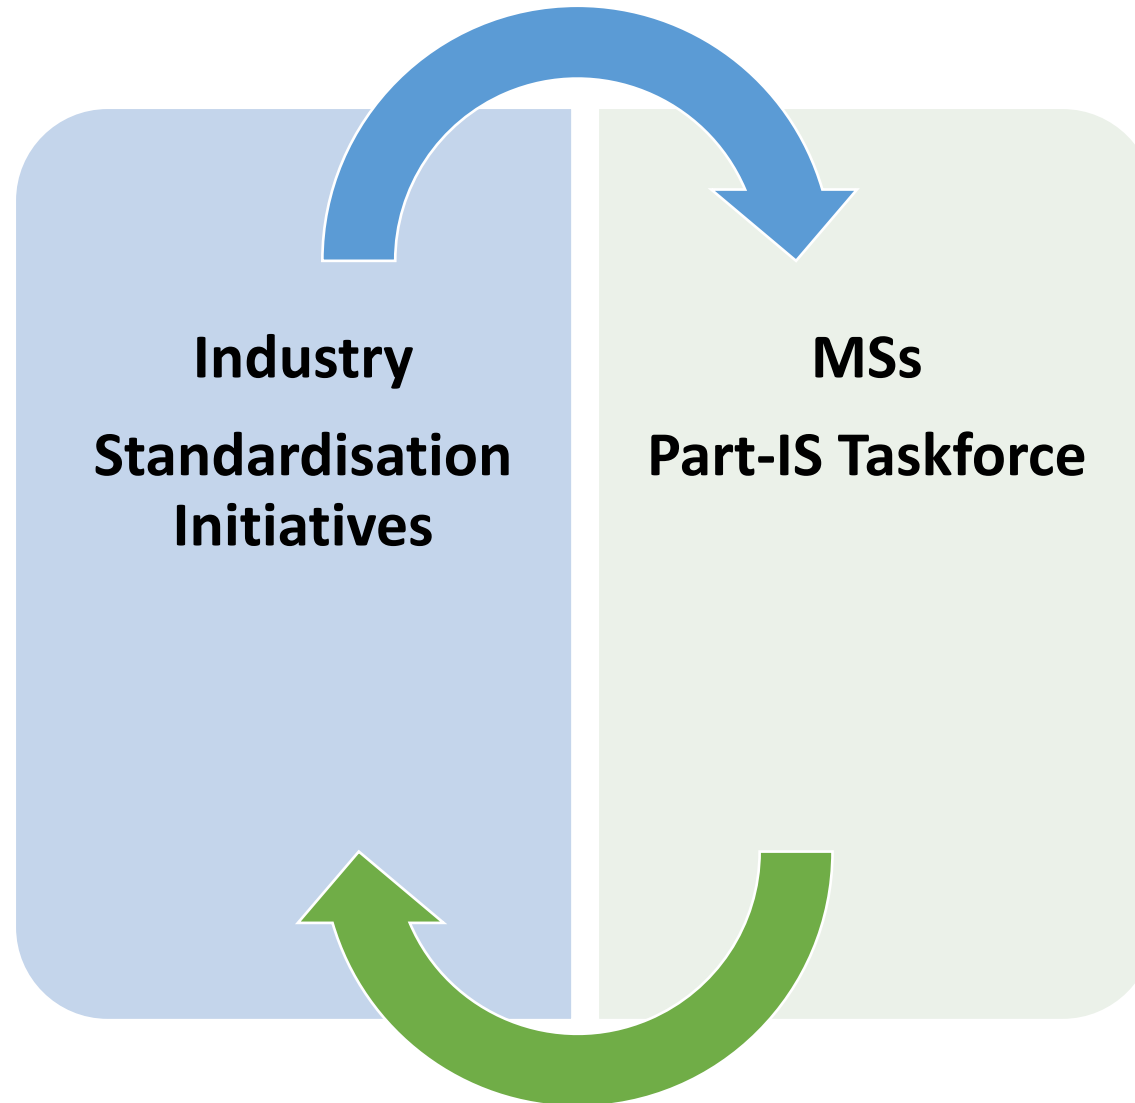 Industry
Standardisation
Initiatives
MSs
Part-IS Taskforce